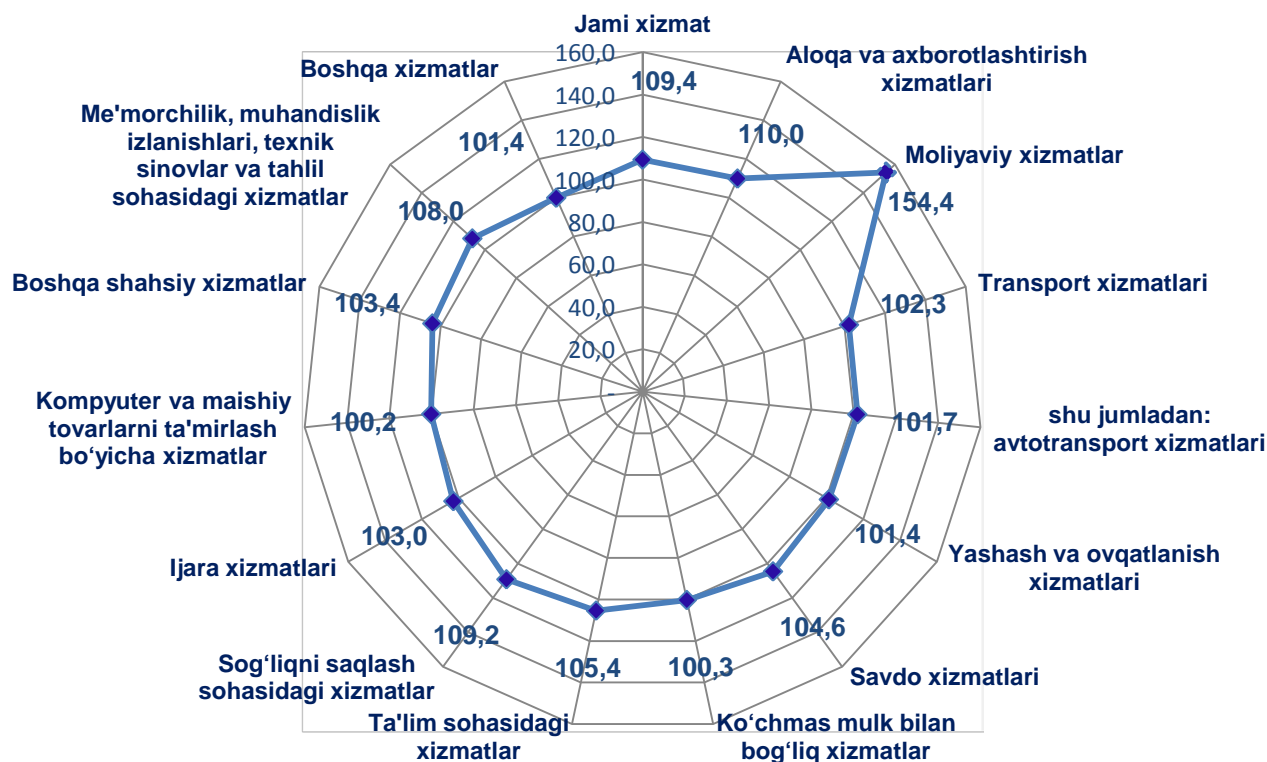 Jami xizmat
160,0
140,0
120,0
100,0
80,0
60,0
40,0
20,0
-
109,4
Aloqa va axborotlashtirish
xizmatlari
110,0
Moliyaviy xizmatlar
154,4
Transport xizmatlari
102,3
shu jumladan:
avtotransport xizmatlari
101,7
Yashash va ovqatlanish
xizmatlari
101,4
Savdo xizmatlari
104,6
Ko‘chmas mulk bilan
bog‘liq xizmatlar
100,3
Ta'lim sohasidagi
xizmatlar
105,4
Sog‘liqni saqlash
sohasidagi xizmatlar
109,2
Ijara xizmatlari
103,0
Kompyuter va maishiy
tovarlarni ta'mirlash
bo‘yicha xizmatlar
100,2
Boshqa shahsiy xizmatlar
103,4
Me'morchilik, muhandislik
izlanishlari, texnik
sinovlar va tahlil
sohasidagi xizmatlar
108,0
Boshqa xizmatlar
101,4